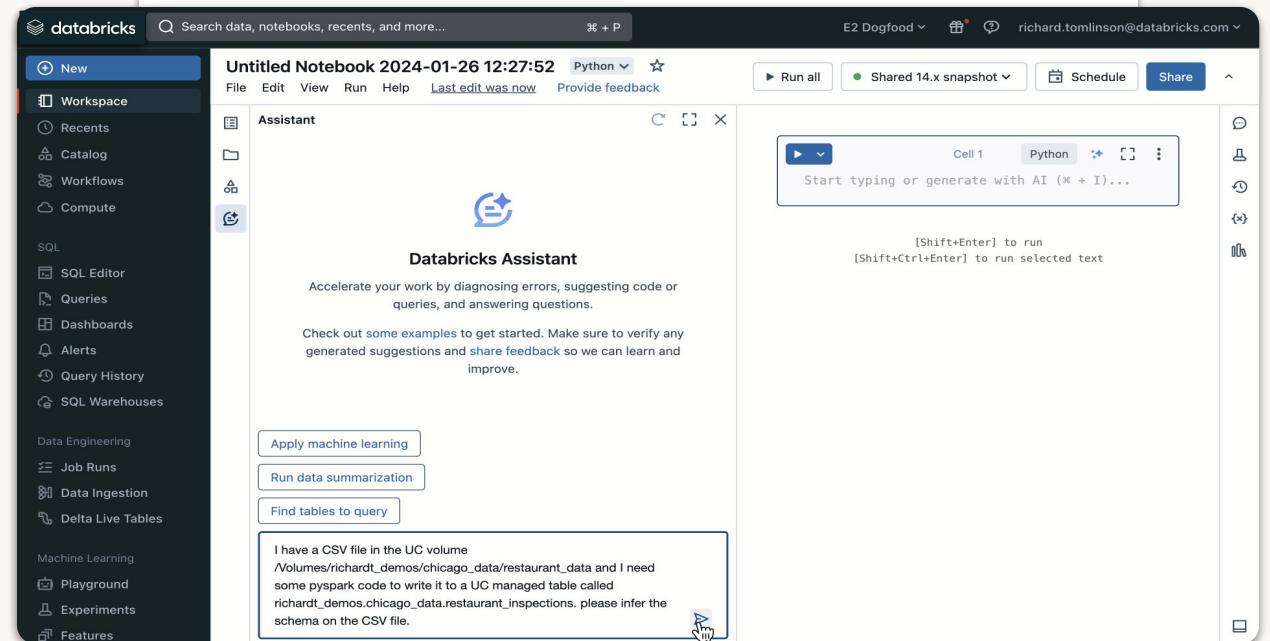 databricks
Search data, notebooks, recents, and more...
⌘ + P
E2 Dogfood
richard.tomlinson@databricks.com
New
Workspace
Recents
Catalog
Workflows
Compute
SQL
SQL Editor
Queries
Dashboards
Alerts
Query History
SQL Warehouses
Data Engineering
Job Runs
Data Ingestion
Delta Live Tables
Machine Learning
Playground
Experiments
Features
Untitled Notebook 2024-01-26 12:27:52
Python
File Edit View Run Help Last edit was now Provide feedback
Run all
Shared 14.x snapshot
Schedule
Share
Assistant
Databricks Assistant
Accelerate your work by diagnosing errors, suggesting code or
queries, and answering questions.
Check out some examples to get started. Make sure to verify any
generated suggestions and share feedback so we can learn and
improve.
Apply machine learning
Run data summarization
Find tables to query
I have a CSV file in the UC volume
/Volumes/richardt_demos/chicago_data/restaurant_data and I need
some pyspark code to write it to a UC managed table called
richardt_demos.chicago_data.restaurant_inspections. please infer the
schema on the CSV file.
Cell 1
Python
Start typing or generate with AI (⌘ + I)...
[Shift+Enter] to run
[Shift+Ctrl+Enter] to run selected text